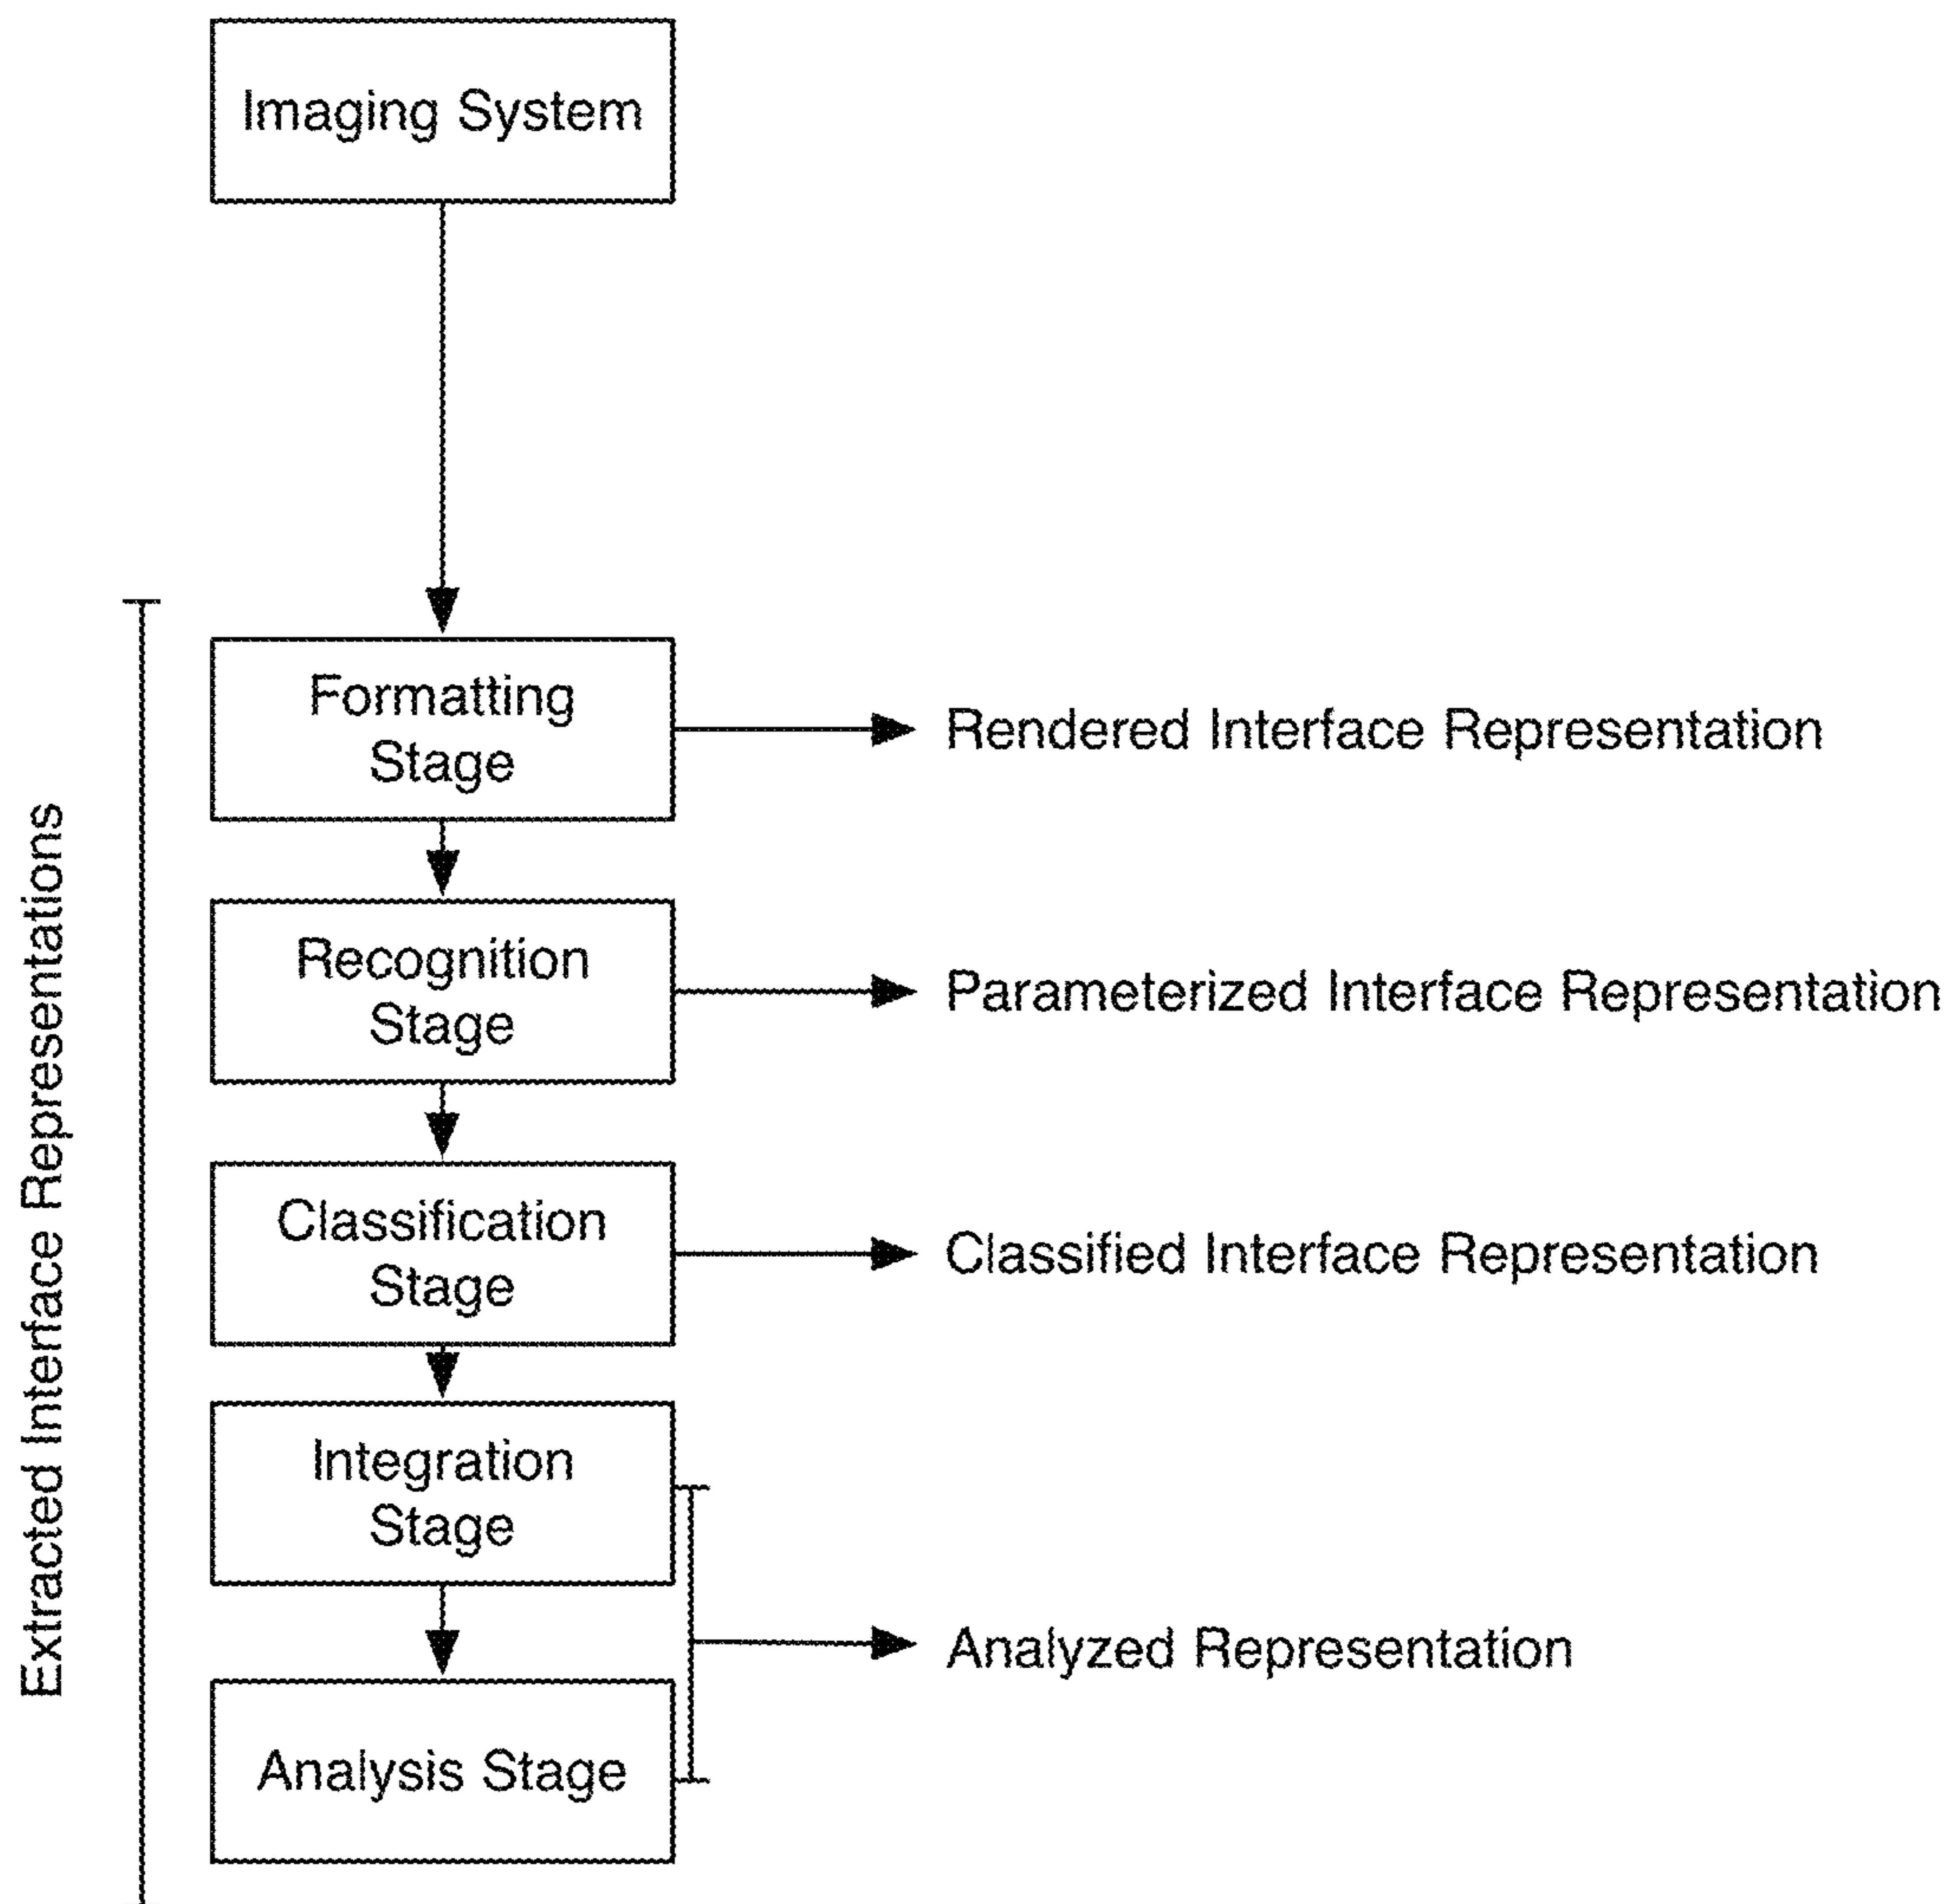 Imaging System
Extracted Interface Representations
Formatting
Stage
Rendered Interface Representation
Recognition
Stage
Parameterized Interface Representation
Classification
Stage
Classified Interface Representation
Integration
Stage
Analyzed Representation
Analysis Stage